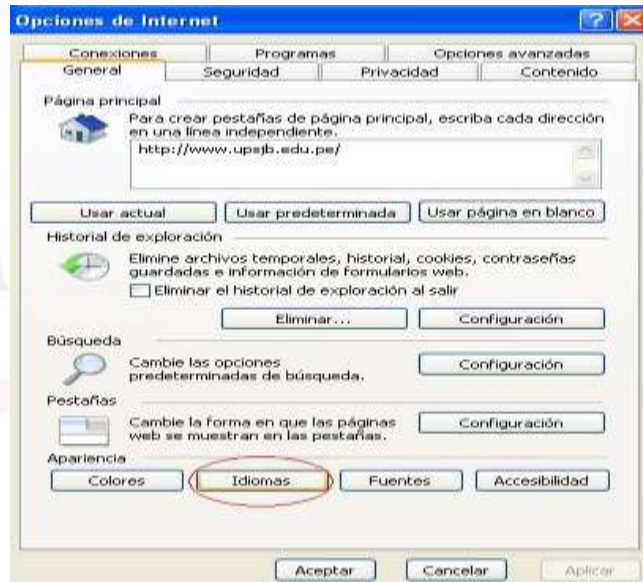 Opciones de Internet
Conexiones Programas Opciones avanzadas
General Seguridad Privacidad Contenido
Página principal
Para crear pestañas de página principal, escriba cada dirección
en una línea independiente.
http://www.upsjb.edu.pe/
Usar actual Usar predeterminada Usar página en blanco
Historial de exploración
Elimine archivos temporales, historial, cookies, contraseñas
guardadas e información de formularios web.
Eliminar el historial de exploración al salir
Eliminar... Configuración
Búsqueda
Cambie las opciones
predeterminadas de búsqueda.
Configuración
Pestañas
Cambie la forma en que las páginas
web se muestran en las pestañas.
Configuración
Apariencia
Colores Idiomas Fuentes Accesibilidad
Aceptar Cancelar Aplicar